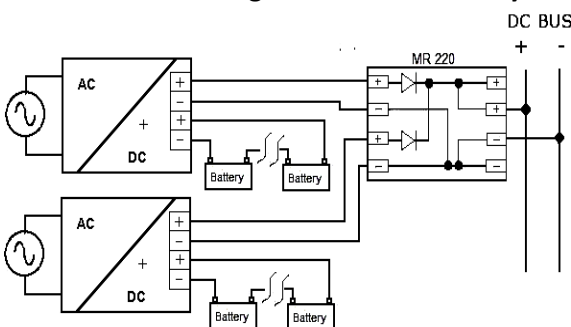 DC BUS
+ -
MR 220
AC
+
DC
+
-
+
-
Battery
Battery
+
-
+
-
+
+
-
-
AC
+
DC
+
-
+
-
Battery
Battery